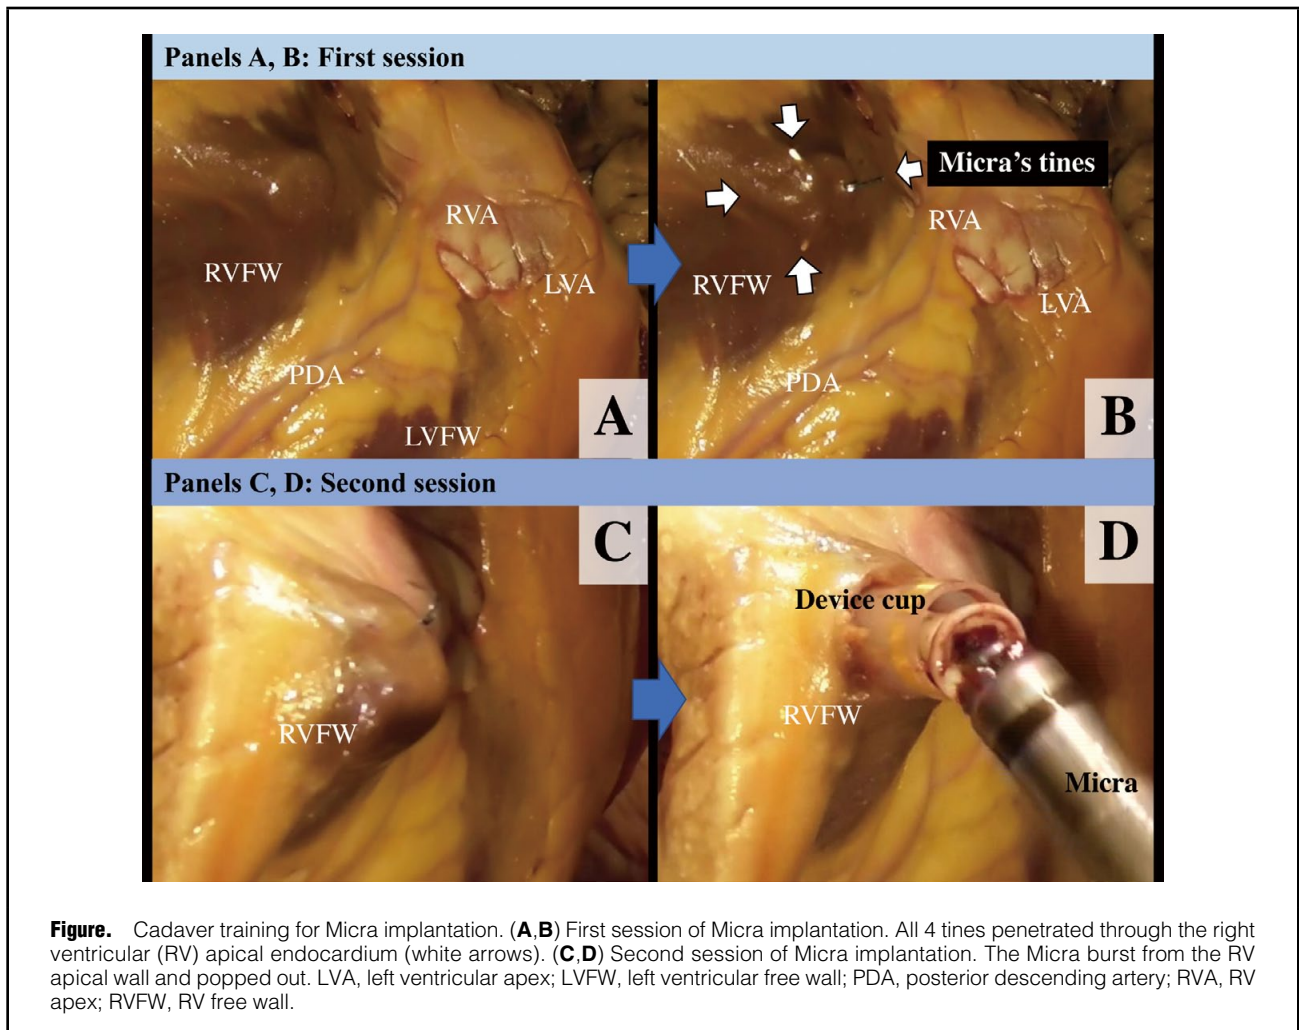 Panels A, B: First session
Micra's tines
RVA
RVA
RVFW
LVA
RVFW
LVA
PDA
PDA
LVFW
A
B
Panels C, D: Second session
C
D
Device cup
RVFW
RVFW
Micra
Figure. Cadaver training for Micra implantation. (A,B) First session of Micra implantation. All 4 tines penetrated through the right
ventricular (RV) apical endocardium (white arrows). (C,D) Second session of Micra implantation. The Micra burst from the RV
apical wall and popped out. LVA, left ventricular apex; LVFW, left ventricular free wall; PDA, posterior descending artery; RVA, RV
apex; RVFW, RV free wall.